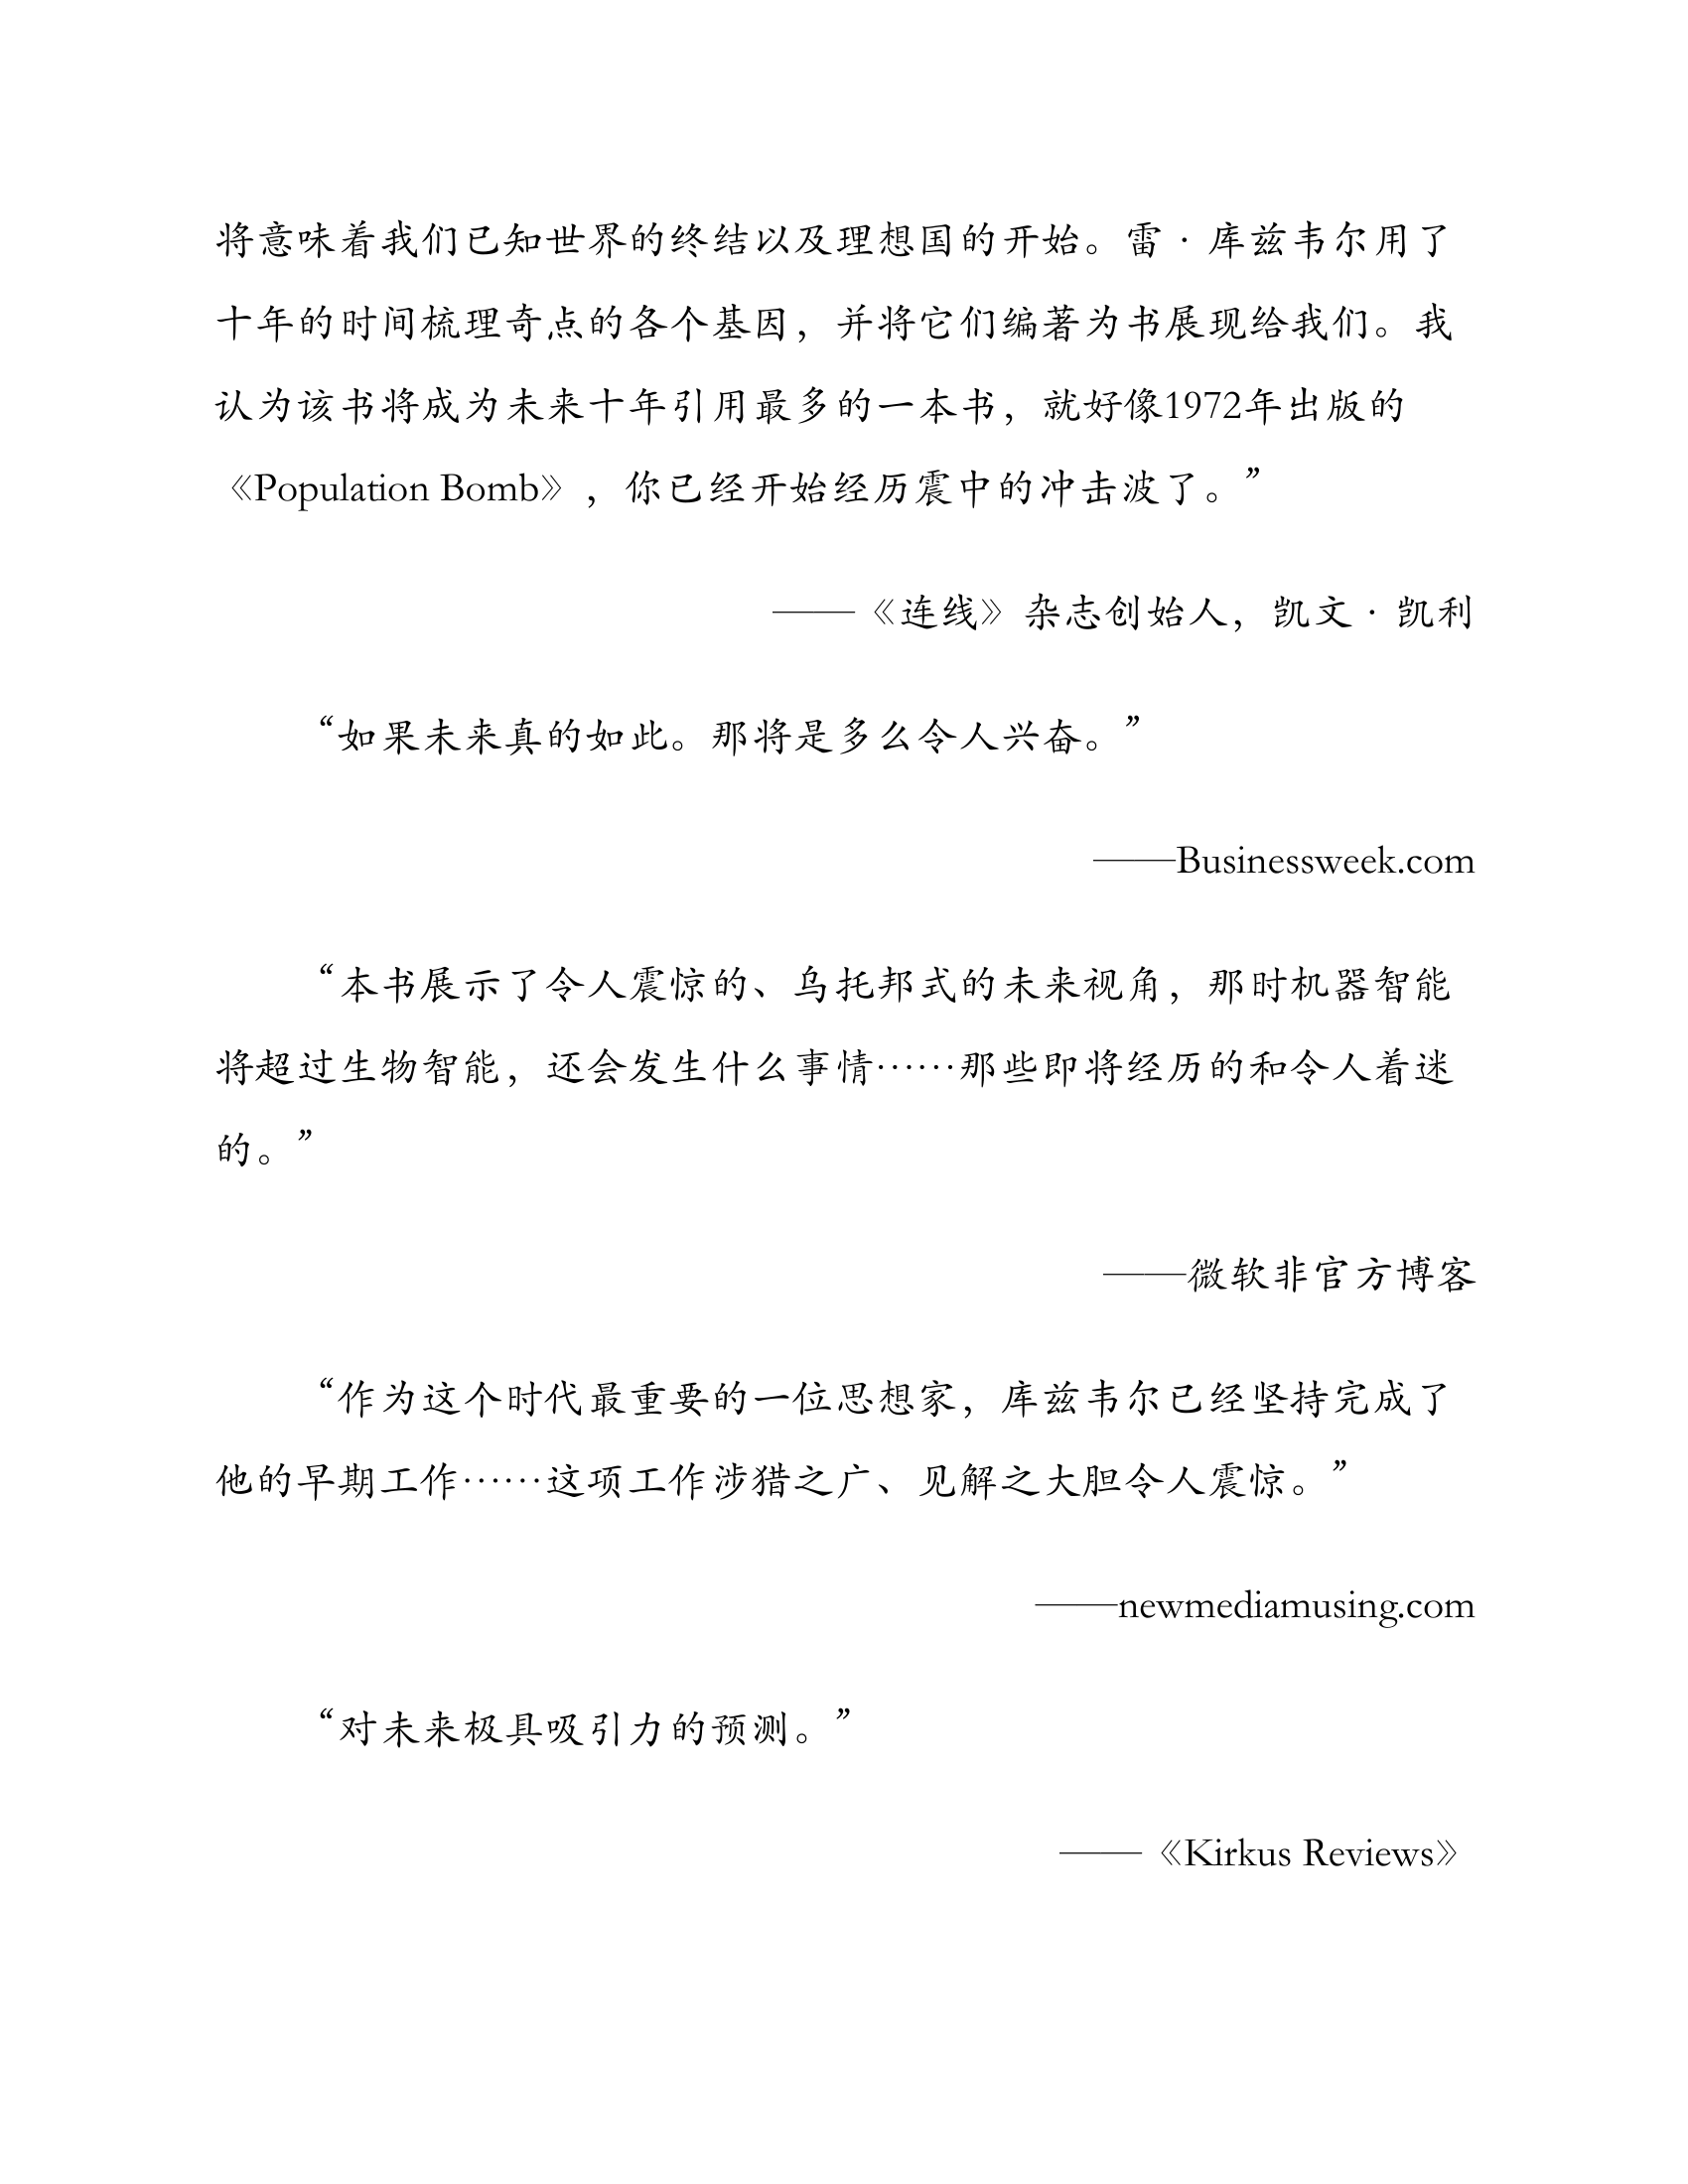 将意味着我们已知世界的终结以及理想国的开始。雷·库兹韦尔用了
十年的时间梳理奇点的各个基因，并将它们编著为书展现给我们。我
认为该书将成为未来十年引用最多的一本书，就好像1972年出版的
《Population Bomb》，你已经开始经历震中的冲击波了。”
——《连线》杂志创始人，凯文·凯利
“如果未来真的如此。那将是多么令人兴奋。”
——Businessweek.com
“本书展示了令人震惊的、乌托邦式的未来视角，那时机器智能
将超过生物智能，还会发生什么事情……那些即将经历的和令人着迷
的。”
——微软非官方博客
“作为这个时代最重要的一位思想家，库兹韦尔已经坚持完成了
他的早期工作……这项工作涉猎之广、见解之大胆令人震惊。”
——newmediamusing.com
“对未来极具吸引力的预测。”
——《Kirkus Reviews》